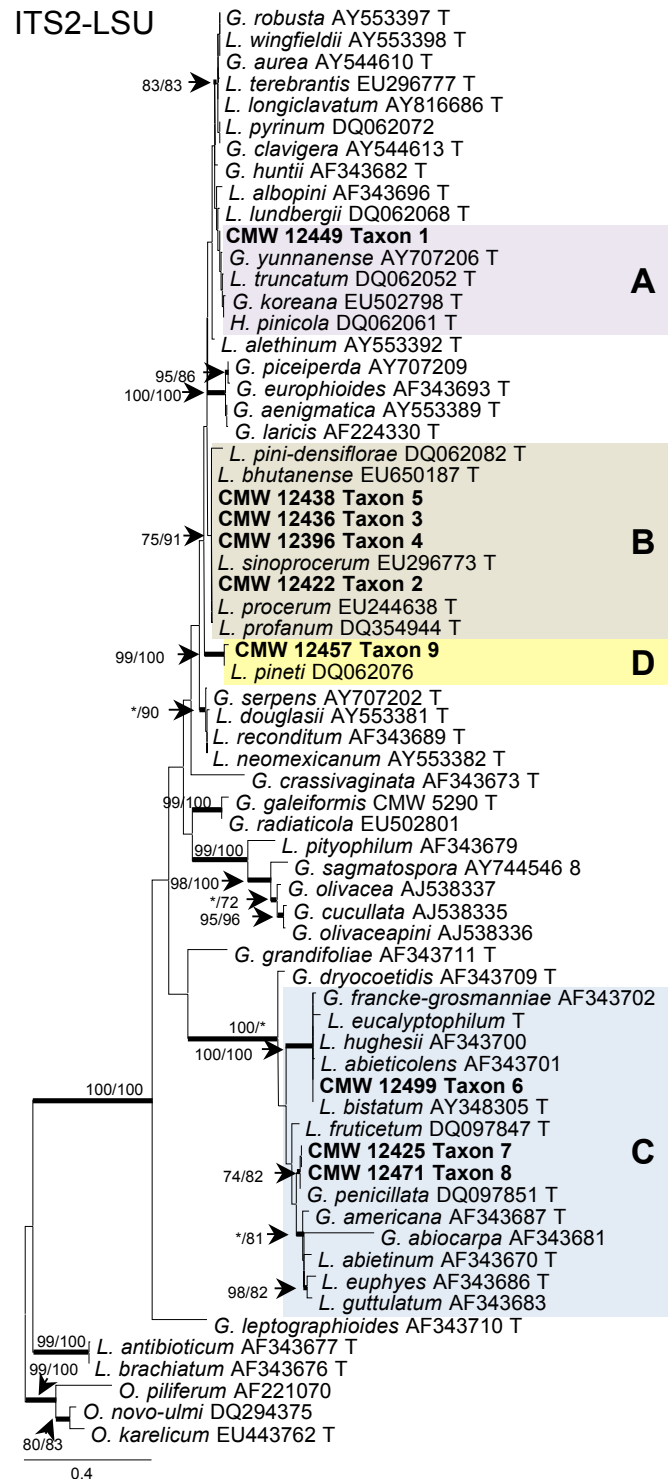 ITS2-LSU
G. robusta AY553397 T
L. wingfieldii AY553398 T
G. aurea AY544610 T
83/83
L. terebrantis EU296777 T
L. longiclavatum AY816686 T
L. pyrinum DQ062072
G. clavigera AY544613 T
G. huntii AF343682 T
L. albopini AF343696 T
L. lundbergii DQ062068 T
CMW 12449 Taxon 1
G. yunnanense AY707206 T
L. truncatum DQ062052 T
A
G. koreana EU502798 T
H. pinicola DQ062061 T
L. alethinum AY553392 T
95/86
G. piceiperda AY707209
100/100
G. europhioides AF343693 T
G. aenigmatica AY553389 T
G. laricis AF224330 T
L. pini-densiflorae DQ062082 T
L. bhutanense EU650187 T
CMW 12438 Taxon 5
CMW 12436 Taxon 3
75/91
CMW 12396 Taxon 4
B
L. sinoprocerum EU296773 T
CMW 12422 Taxon 2
L. procerum EU244638 T
L. profanum DQ354944 T
99/100
CMW 12457 Taxon 9
L. pineti DQ062076
D
G. serpens AY707202 T
*/90
L. douglasii AY553381 T
L. reconditum AF343689 T
L. neomexicanum AY553382 T
G. crassivaginata AF343673 T
99/100
G. galeiformis CMW 5290 T
G. radiaticola EU502801
99/100
L. pityophilum AF343679
98/100
G. sagmatospora AY744546 8
*/72
G. olivacea AJ538337
95/96
G. cucullata AJ538335
G. olivaceapini AJ538336
G. grandifoliae AF343711 T
G. dryocoetidis AF343709 T
100/*
G. francke-grosmanniae AF343702
L. eucalyptophilum T
100/100
L. hughesii AF343700
L. abieticolens AF343701
100/100
CMW 12499 Taxon 6
L. bistatum AY348305 T
L. fruticetum DQ097847 T
C
CMW 12425 Taxon 7
74/82
CMW 12471 Taxon 8
G. penicillata DQ097851 T
G. americana AF343687 T
*/81
G. abiocarpa AF343681
L. abietinum AF343670 T
98/82
L. euphyes AF343686 T
L. guttulatum AF343683
G. leptographioides AF343710 T
99/100
L. antibioticum AF343677 T
99/100
L. brachiatum AF343676 T
O. piliferum AF221070
O. novo-ulmi DQ294375
80/83
O. karelicum EU443762 T
0.4